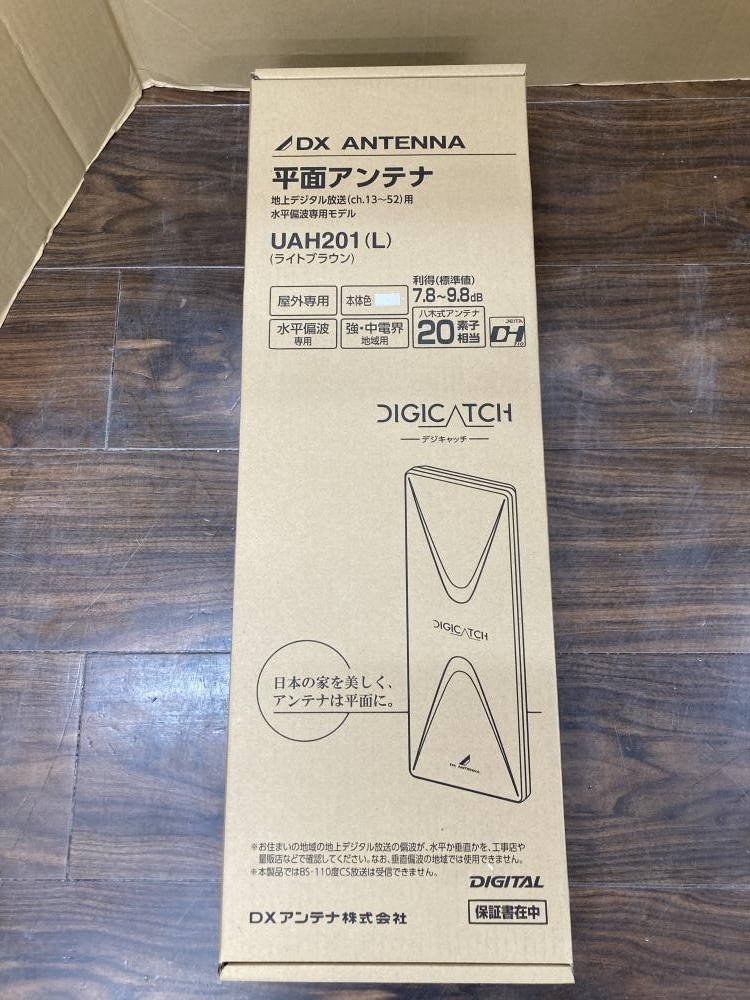 DX ANTENNA
平面アンテナ
地上デジタル放送(ch.13〜52)用
水平偏波専用モデル
UAH201(L)
(ライトブラウン)
屋外専用
本体色
利得(標準値)
7.8〜9.8dB
水平偏波
専用
強・中電界
地域用
八木式アンテナ
20素子
相当
DH
DIGICATCH
デジキャッチ
DIGICATCH
日本の家を美しく、
アンテナは平面に。
DX ANTENNA
※お住まいの地域の地上デジタル放送の偏波が、水平か垂直かを、工事店や
量販店などで確認してください。なお、垂直偏波の地域では使用できません。
※本製品ではBS・110度CS放送は受信できません。
DIGITAL
DXアンテナ株式会社
保証書在中